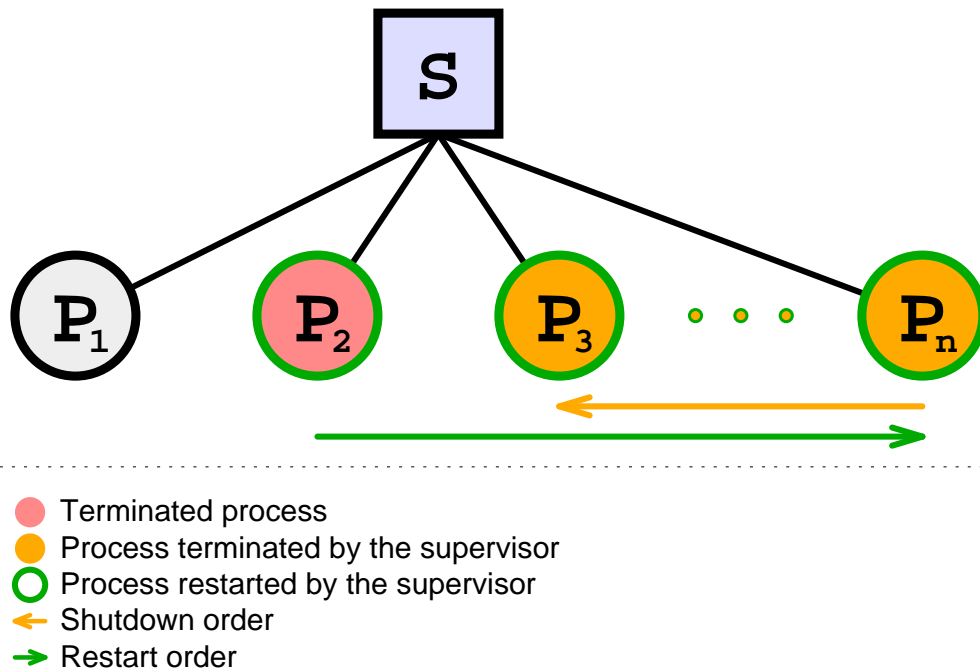 S
P1 P2 P3 Pn
Terminated process
Process terminated by the supervisor
Process restarted by the supervisor
Shutdown order
Restart order